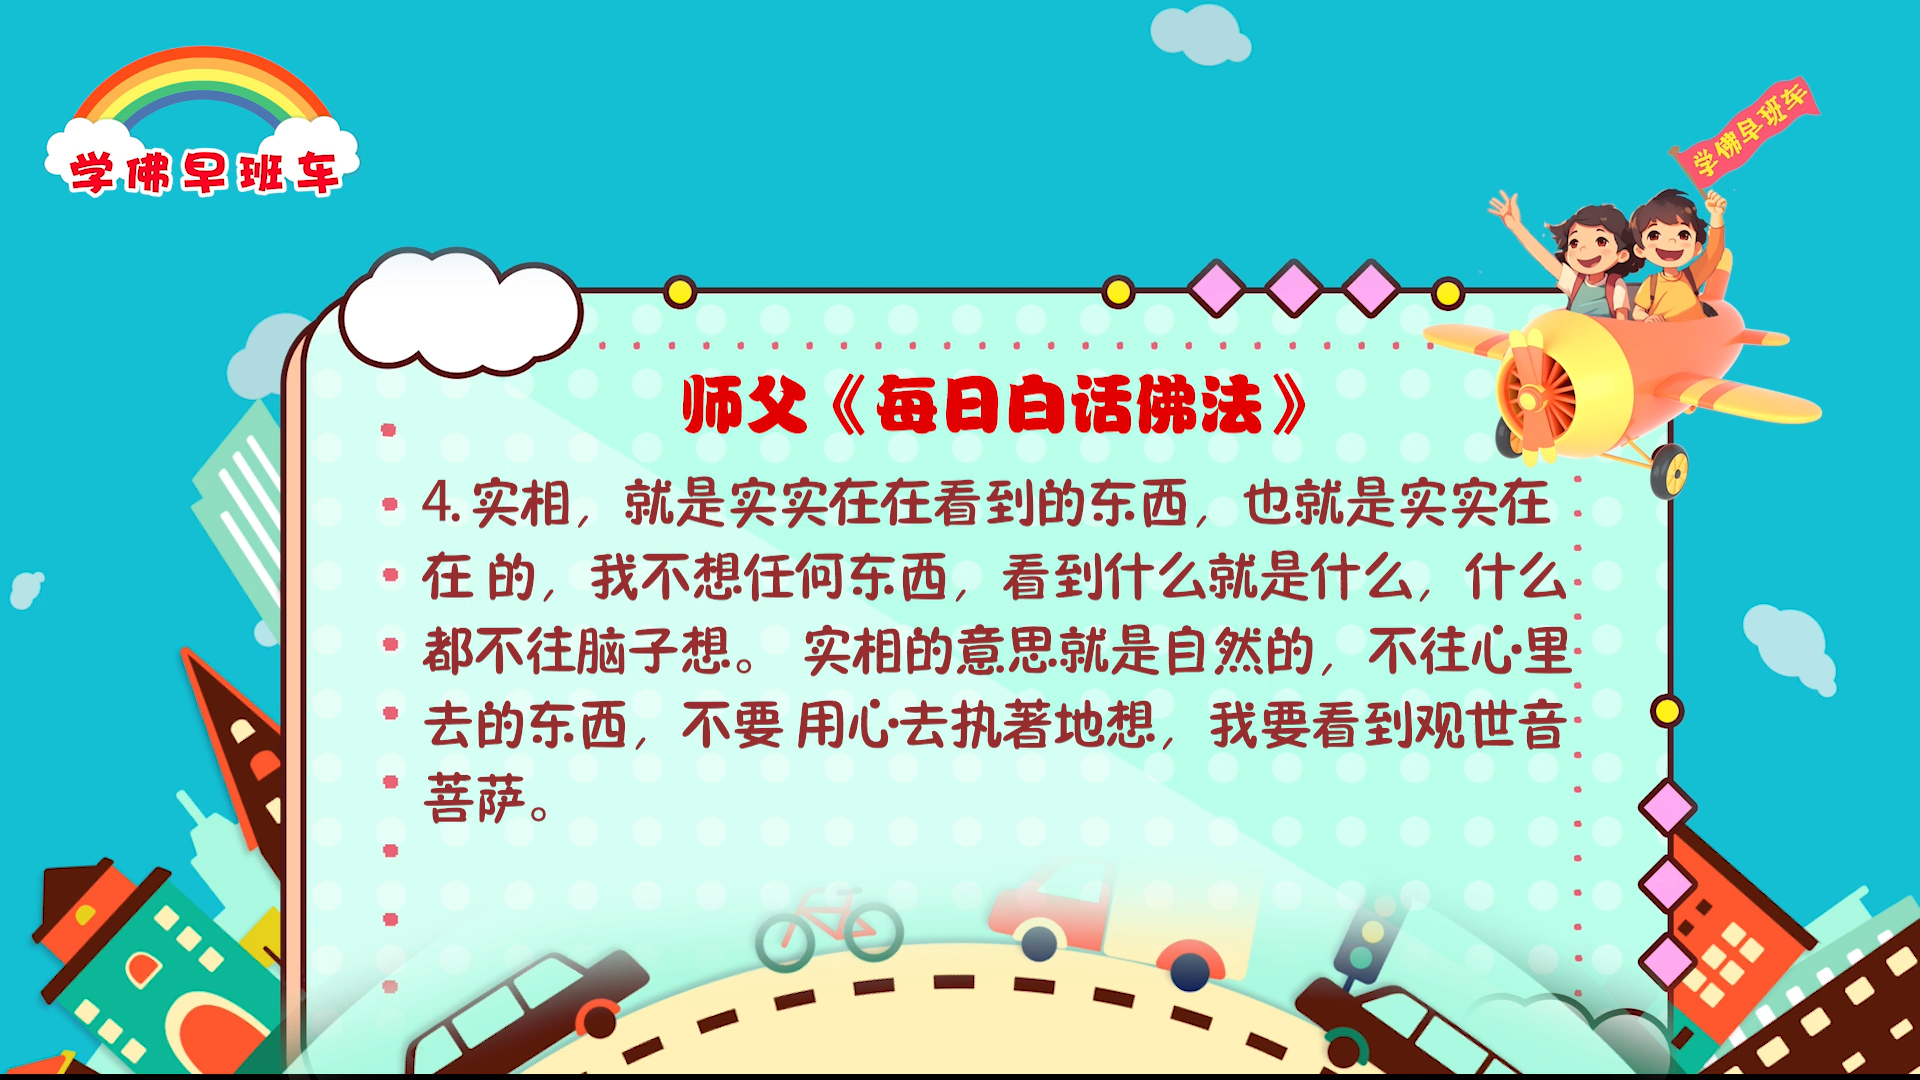 学佛早班车
学佛早班车
师父《每日白话佛法》
4.实相，就是实实在在看到的东西，也就是实实在
在 的，我不想任何东西，看到什么就是什么，什么
都不往脑子想。 实相的意思就是自然的，不往心里
去的东西，不要 用心去执著地想，我要看到观世音
菩萨。